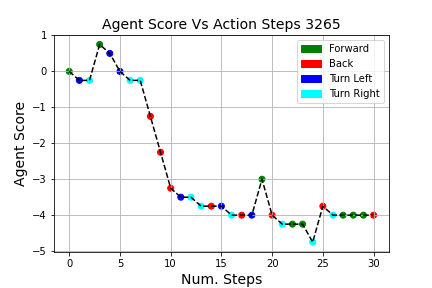 Agent Score Vs Action Steps 3265
Forward
Back
Turn Left
Turn Right
Agent Score
1
0
−1
−2
−3
−4
−5
0 5 10 15 20 25 30
Num. Steps